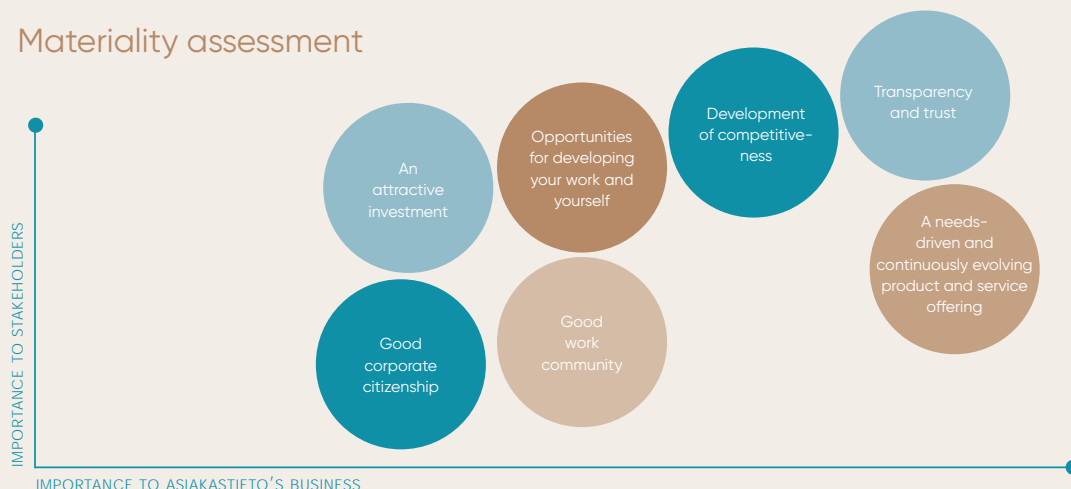 Materiality assessment
An
attractive
investment
Opportunities
for developing
your work and
yourself
Development
of competitive-
ness
Transparency
and trust
Good
corporate
citizenship
Good
work
community
A needs-
driven and
continuously evolving
product and service
offering
IMPORTANCE TO STAKEHOLDERS
IMPORTANCE TO ASIAKASTIETO’S BUSINESS